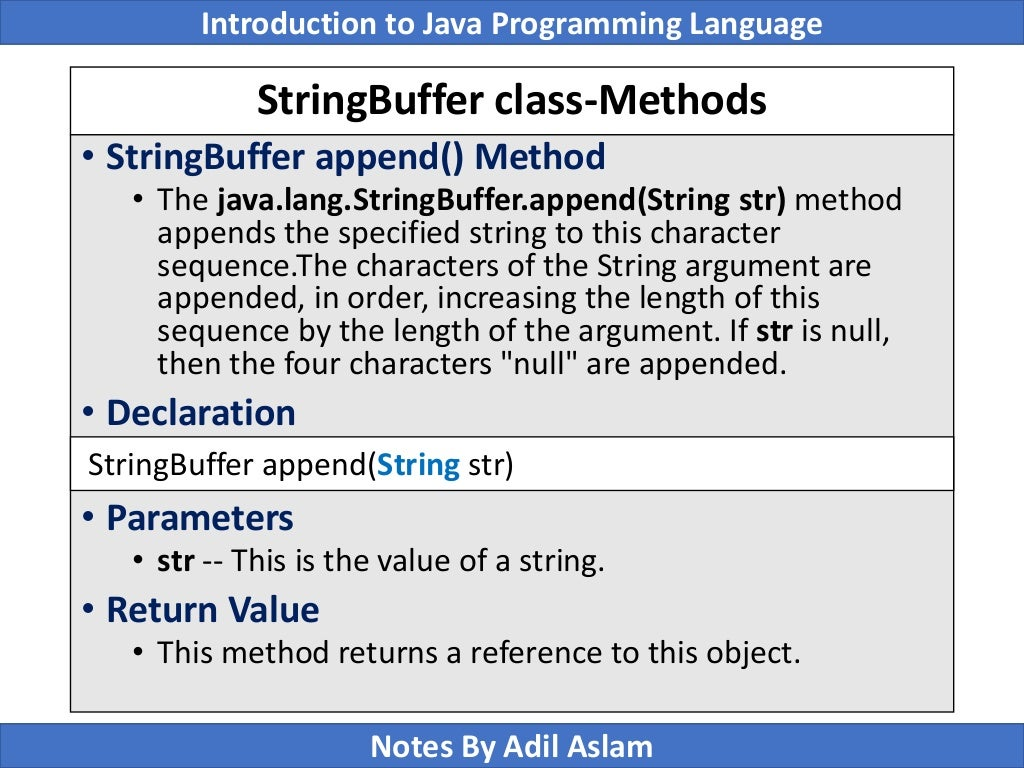 Introduction to Java Programming Language
StringBuffer class-Methods
• StringBuffer append() Method
• The java.lang.StringBuffer.append(String str) method
appends the specified string to this character
sequence.The characters of the String argument are
appended, in order, increasing the length of this
sequence by the length of the argument. If str is null,
then the four characters "null" are appended.
• Declaration
StringBuffer append(String str)
• Parameters
• str -- This is the value of a string.
• Return Value
• This method returns a reference to this object.
Notes By Adil Aslam